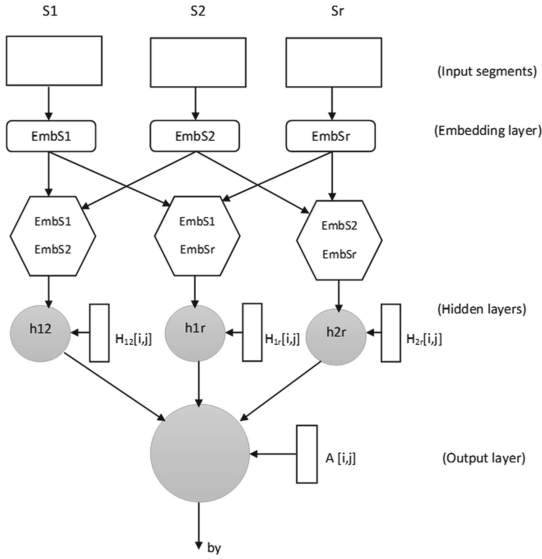 S1 S2 Sr
(Input segments)
EmbS1 EmbS2 EmbSr (Embedding layer)
EmbS1 EmbS1 EmbS2
EmbS2 EmbSr EmbSr
(Hidden layers)
h12 H12[i,j] h1r H1r[i,j] h2r H2r[i,j]
A [i,j] (Output layer)
by